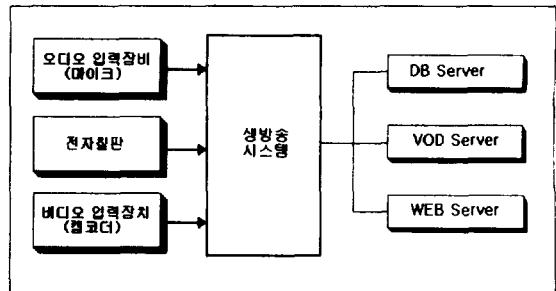 오디오 입력장비
(마이크)
전자칠판
비디오 입력장치
(캠코더)
생방송
시스템
DB Server
VOD Server
WEB Server